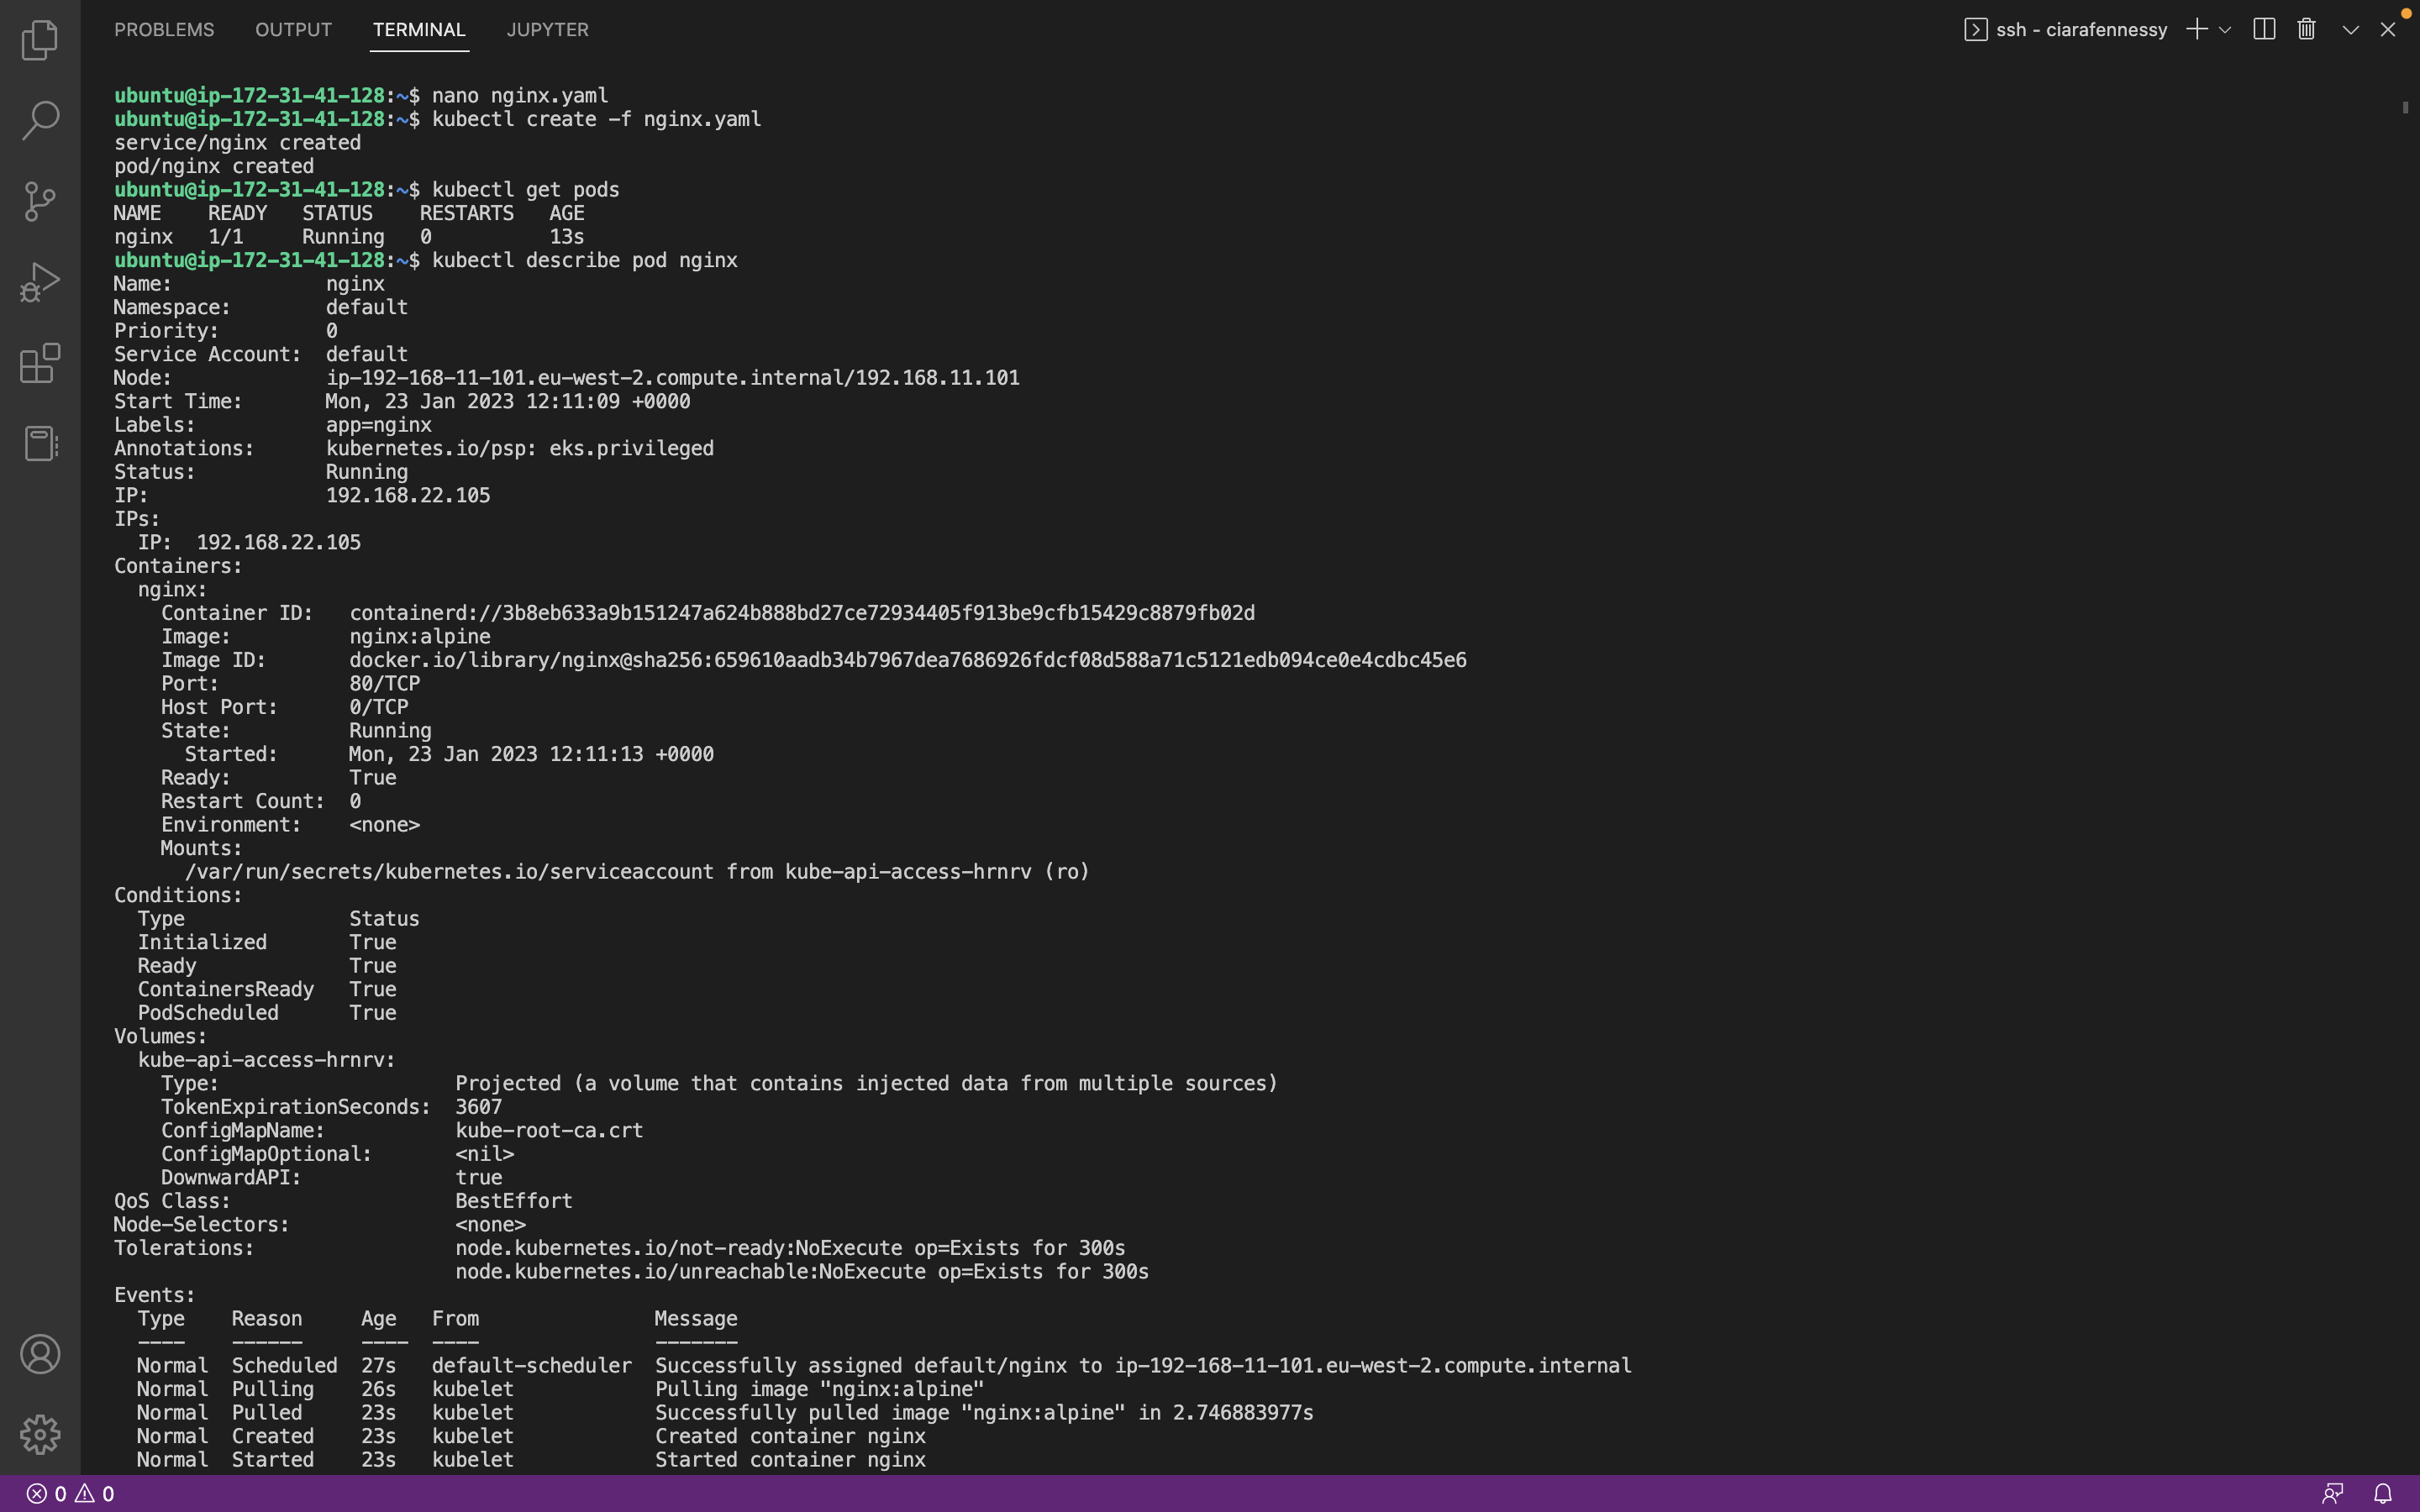 PROBLEMS OUTPUT TERMINAL JUPYTER ssh - ciarafennessy
ubuntu@ip-172-31-41-128:~$ nano nginx.yaml
ubuntu@ip-172-31-41-128:~$ kubectl create -f nginx.yaml
service/nginx created
pod/nginx created
ubuntu@ip-172-31-41-128:~$ kubectl get pods
NAME    READY   STATUS    RESTARTS   AGE
nginx   1/1     Running   0          13s
ubuntu@ip-172-31-41-128:~$ kubectl describe pod nginx
Name:             nginx
Namespace:        default
Priority:         0
Service Account:  default
Node:             ip-192-168-11-101.eu-west-2.compute.internal/192.168.11.101
Start Time:       Mon, 23 Jan 2023 12:11:09 +0000
Labels:           app=nginx
Annotations:      kubernetes.io/psp: eks.privileged
Status:           Running
IP:               192.168.22.105
IPs:
  IP:  192.168.22.105
Containers:
  nginx:
    Container ID:   containerd://3b8eb633a9b151247a624b888bd27ce72934405f913be9cfb15429c8879fb02d
    Image:          nginx:alpine
    Image ID:       docker.io/library/nginx@sha256:659610aadb34b7967dea7686926fdcf08d588a71c5121edb094ce0e4cdbc45e6
    Port:           80/TCP
    Host Port:      0/TCP
    State:          Running
      Started:      Mon, 23 Jan 2023 12:11:13 +0000
    Ready:          True
    Restart Count:  0
    Environment:    <none>
    Mounts:
      /var/run/secrets/kubernetes.io/serviceaccount from kube-api-access-hrnrv (ro)
Conditions:
  Type              Status
  Initialized       True
  Ready             True
  ContainersReady   True
  PodScheduled      True
Volumes:
  kube-api-access-hrnrv:
    Type:                    Projected (a volume that contains injected data from multiple sources)
    TokenExpirationSeconds:  3607
    ConfigMapName:           kube-root-ca.crt
    ConfigMapOptional:       <nil>
    DownwardAPI:             true
QoS Class:                   BestEffort
Node-Selectors:              <none>
Tolerations:                 node.kubernetes.io/not-ready:NoExecute op=Exists for 300s
                             node.kubernetes.io/unreachable:NoExecute op=Exists for 300s
Events:
  Type    Reason     Age   From               Message
  ----    ------     ----  ----               -------
  Normal  Scheduled  27s   default-scheduler  Successfully assigned default/nginx to ip-192-168-11-101.eu-west-2.compute.internal
  Normal  Pulling    26s   kubelet            Pulling image "nginx:alpine"
  Normal  Pulled     23s   kubelet            Successfully pulled image "nginx:alpine" in 2.746883977s
  Normal  Created    23s   kubelet            Created container nginx
  Normal  Started    23s   kubelet            Started container nginx
0 0